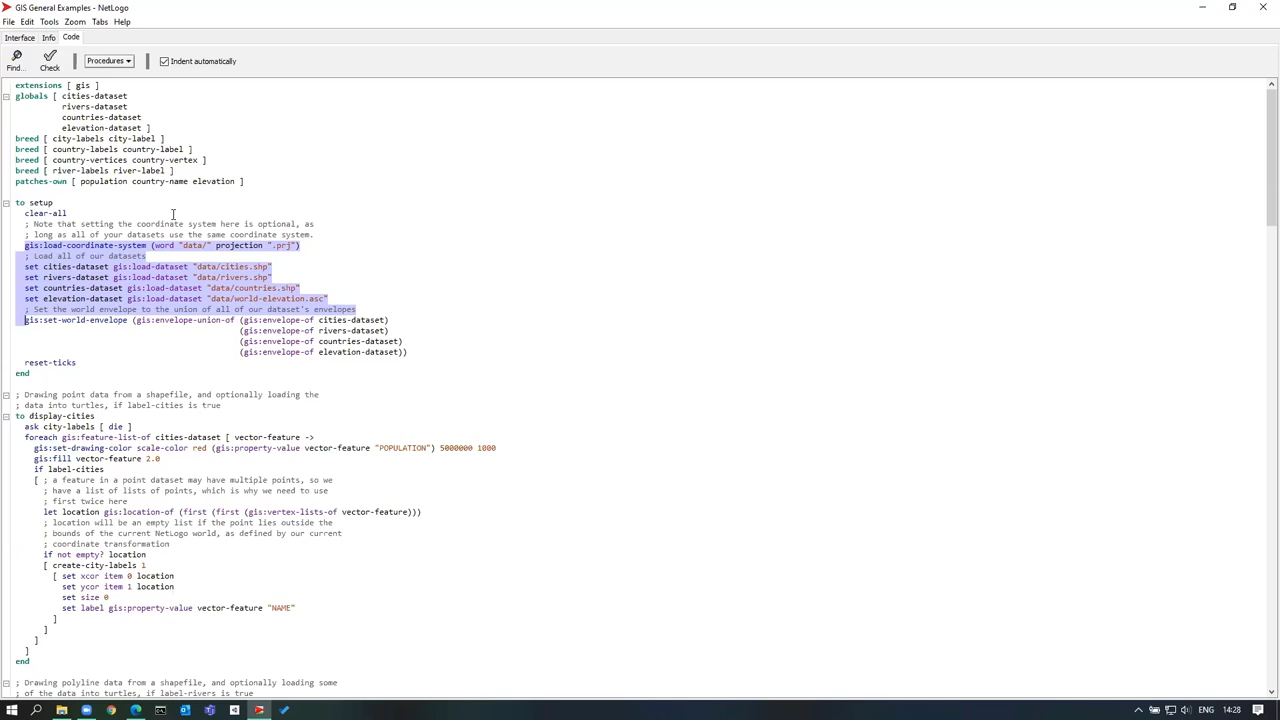 GIS General Examples - NetLogo
File Edit Tools Zoom Tabs Help
Interface Info Code
Find... Check Procedures Indent automatically
extensions [ gis ]
globals [ cities-dataset
rivers-dataset
countries-dataset
elevation-dataset ]
breed [ city-labels city-label ]
breed [ country-labels country-label ]
breed [ country-vertices country-vertex ]
breed [ river-labels river-label ]
patches-own [ population country-name elevation ]
to setup
clear-all
; Note that setting the coordinate system here is optional, as
; long as all of your datasets use the same coordinate system.
gis:load-coordinate-system (word "data/" projection ".prj")
; Load all of our datasets
set cities-dataset gis:load-dataset "data/cities.shp"
set rivers-dataset gis:load-dataset "data/rivers.shp"
set countries-dataset gis:load-dataset "data/countries.shp"
set elevation-dataset gis:load-dataset "data/world-elevation.asc"
; Set the world envelope to the union of all of our dataset's envelopes
gis:set-world-envelope (gis:envelope-union-of (gis:envelope-of cities-dataset)
(gis:envelope-of rivers-dataset)
(gis:envelope-of countries-dataset)
(gis:envelope-of elevation-dataset))
reset-ticks
end
; Drawing point data from a shapefile, and optionally loading the
; data into turtles, if label-cities is true
to display-cities
ask city-labels [ die ]
foreach gis:feature-list-of cities-dataset [ vector-feature ->
gis:set-drawing-color scale-color red (gis:property-value vector-feature "POPULATION") 5000000 1000
gis:fill vector-feature 2.0
if label-cities
[ ; a feature in a point dataset may have multiple points, so we
; have a list of lists of points, which is why we need to use
; first twice here
let location gis:location-of (first (first (gis:vertex-lists-of vector-feature)))
; location will be an empty list if the point lies outside the
; bounds of the current NetLogo world, as defined by our current
; coordinate transformation
if not empty? location
[ create-city-labels 1
[ set xcor item 0 location
set ycor item 1 location
set size 0
set label gis:property-value vector-feature "NAME"
]
]
]
]
end
; Drawing polyline data from a shapefile, and optionally loading some
; of the data into turtles, if label-rivers is true
ENG 14:28